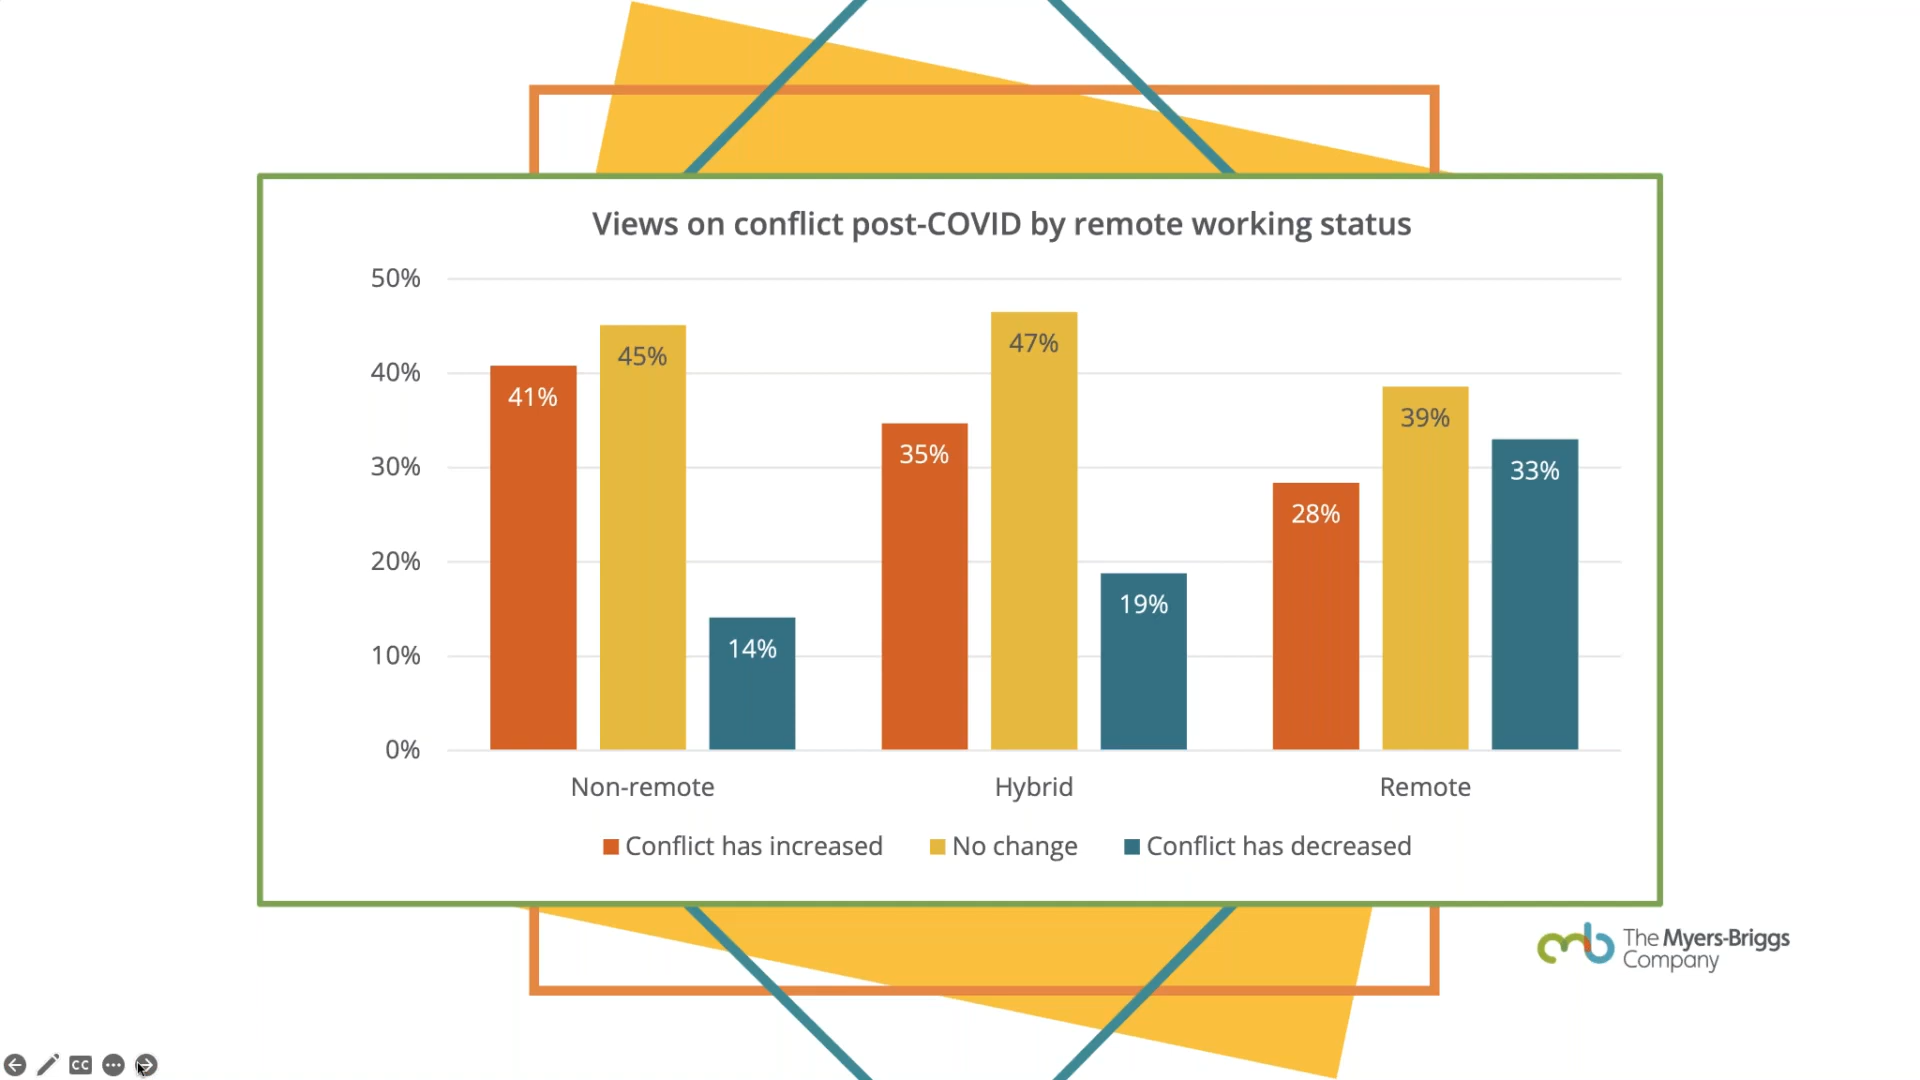 Views on conflict post-COVID by remote working status
50%
40%
30%
20%
10%
0%
41%
45%
14%
35%
47%
19%
28%
39%
33%
Non-remote
Hybrid
Remote
Conflict has increased
No change
Conflict has decreased
The Myers-Briggs
Company
CC